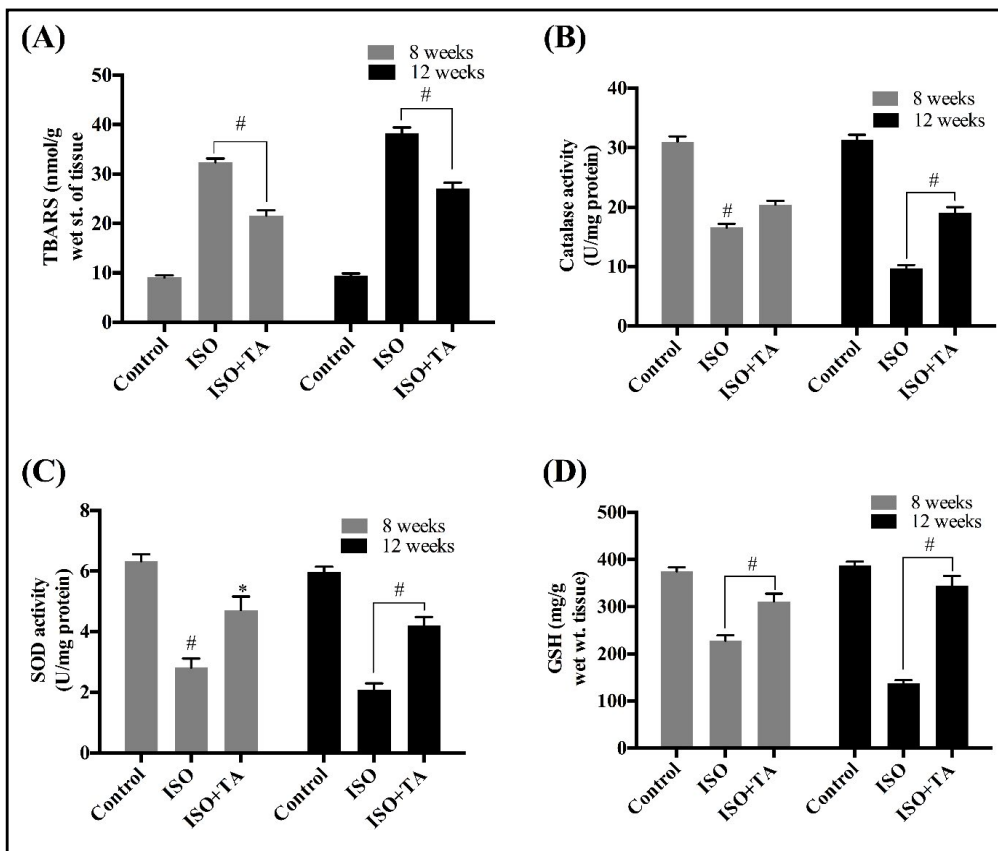 (A)
8 weeks
12 weeks
TBARS (nmol/g
wet st. of tissue
50
40
30
20
10
0
#
#
Control
ISO
ISO+TA
Control
ISO
ISO+TA
(B)
8 weeks
12 weeks
Catalase activity
(U/mg protein)
40
30
20
10
0
#
#
Control
ISO
ISO+TA
Control
ISO
ISO+TA
(C)
8 weeks
12 weeks
SOD activity
(U/mg protein)
8
6
4
2
0
#
*
#
Control
ISO
ISO+TA
Control
ISO
ISO+TA
(D)
8 weeks
12 weeks
GSH (mg/g
wet wt. tissue)
500
400
300
200
100
0
#
#
Control
ISO
ISO+TA
Control
ISO
ISO+TA